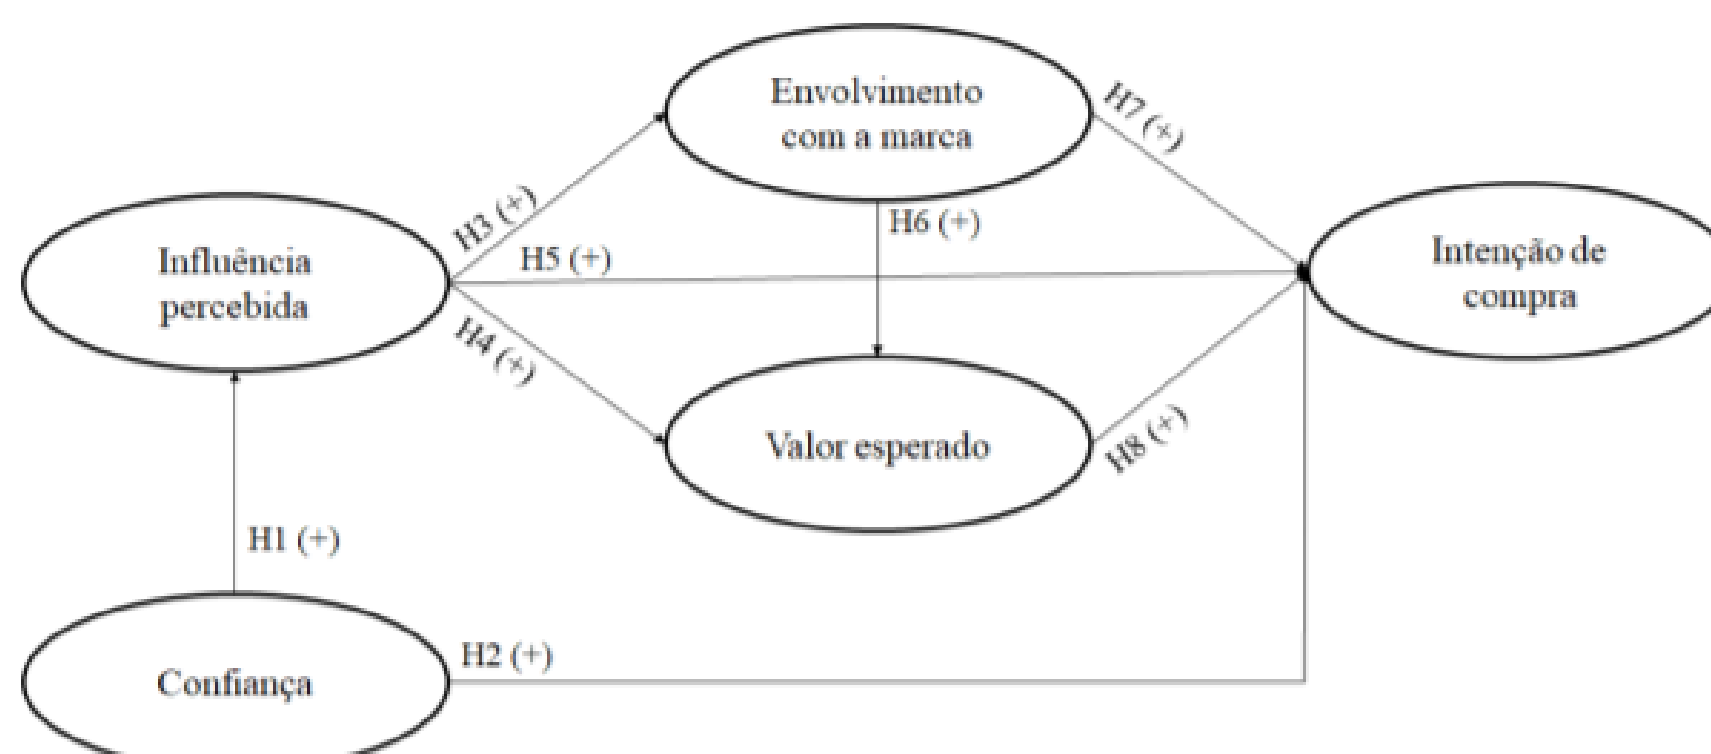 Envolvimento
com a marca
H7 (+)
H3 (+)
H6 (+)
Influência
percebida
H5 (+)
Intenção de
compra
H4 (+)
Valor esperado
H8 (+)
H1 (+)
H2 (+)
Confiança